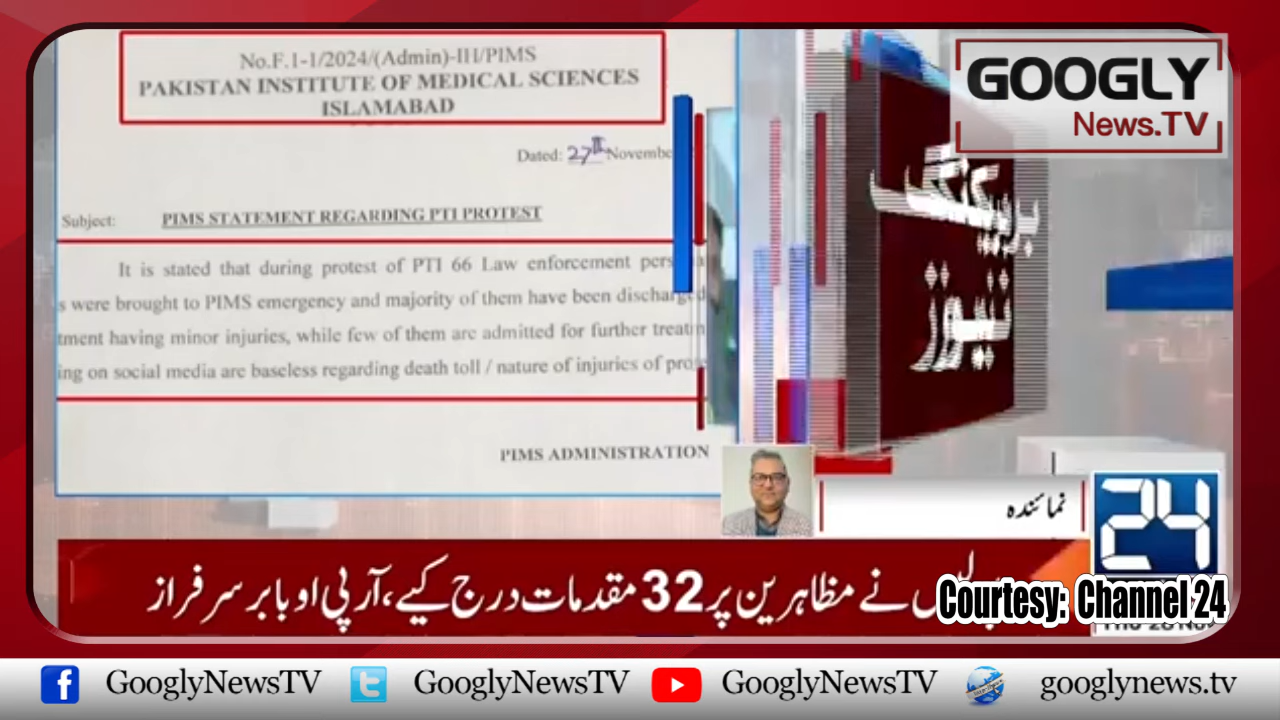 No.F.1-1/2024/(Admin)-III/PIMS
PAKISTAN INSTITUTE OF MEDICAL SCIENCES
ISLAMABAD
Dated: 27 November
Subject: PIMS STATEMENT REGARDING PTI PROTEST
It is stated that during protest of PTI 66 Law enforcement
s were brought to PIMS emergency and majority of them have been discharged
tment having minor injuries, while few of them are admitted for further
ing on social media are baseless regarding death toll / nature of injuries of
PIMS ADMINISTRATION
GOOGLY
News.TV
بریکنگ
نیوز
نمائندہ
24
نے مظاہرین پر 32 مقدمات درج کیے، آر پی او بابر سرفراز
Courtesy: Channel 24
GooglyNewsTV
GooglyNewsTV
GooglyNewsTV
googlynews.tv